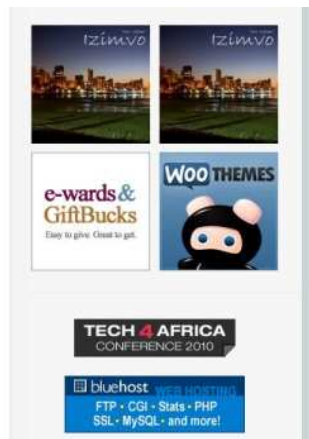 Izimvo
Izimvo
e-wards &
GiftBucks
Easy to give. Great to get.
WOO THEMES
TECH 4 AFRICA
CONFERENCE 2010
bluehost WEB HOSTING
FTP • CGI • Stats • PHP
SSL • MySQL • and more!